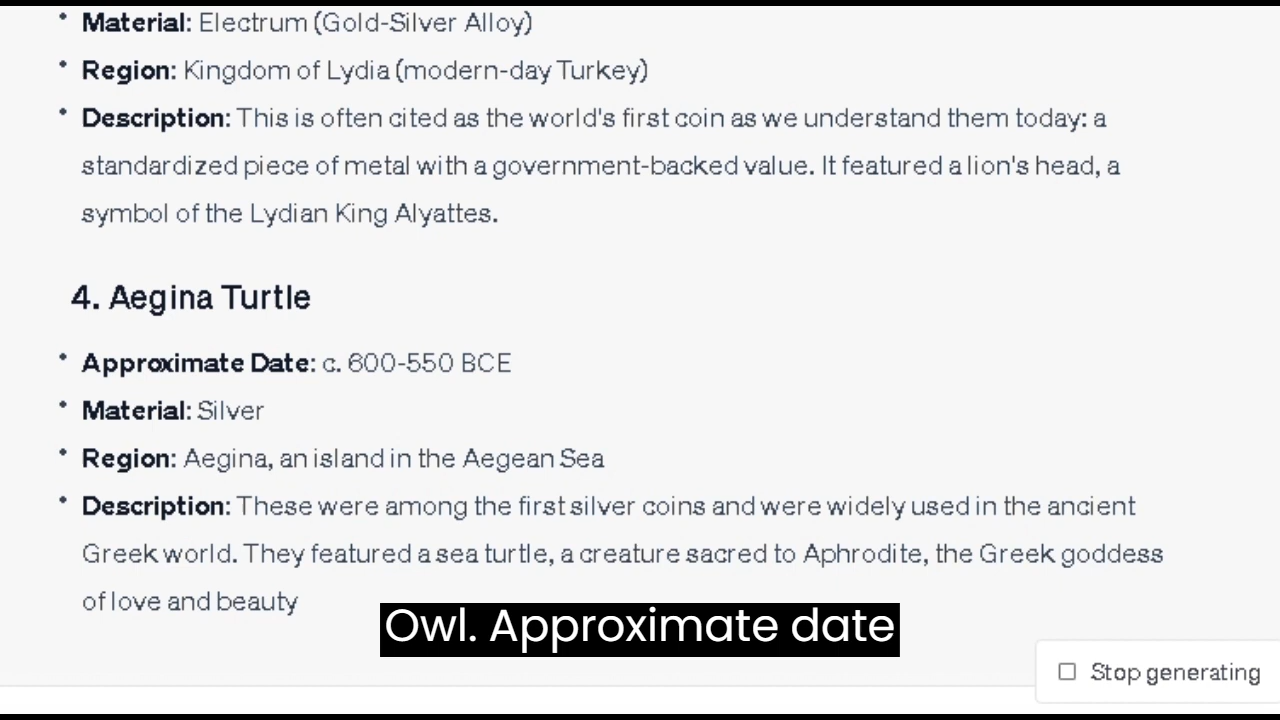 • Material: Electrum (Gold-Silver Alloy)
• Region: Kingdom of Lydia (modern-day Turkey)
• Description: This is often cited as the world's first coin as we understand them today: a
standardized piece of metal with a government-backed value. It featured a lion's head, a
symbol of the Lydian King Alyattes.
4. Aegina Turtle
• Approximate Date: c. 600-550 BCE
• Material: Silver
• Region: Aegina, an island in the Aegean Sea
• Description: These were among the first silver coins and were widely used in the ancient
Greek world. They featured a sea turtle, a creature sacred to Aphrodite, the Greek goddess
of love and beauty
Owl. Approximate date
Stop generating